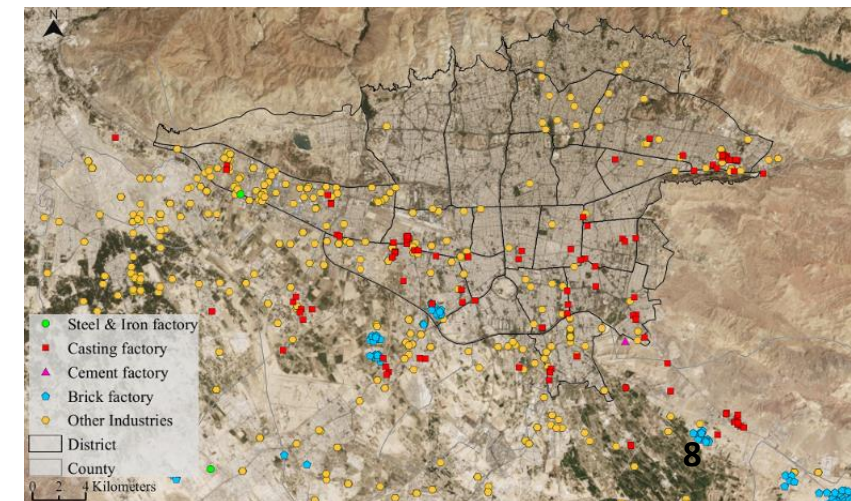 N
Steel & Iron factory
Casting factory
Cement factory
Brick factory
Other Industries
District
County
0 2 4 Kilometers
8